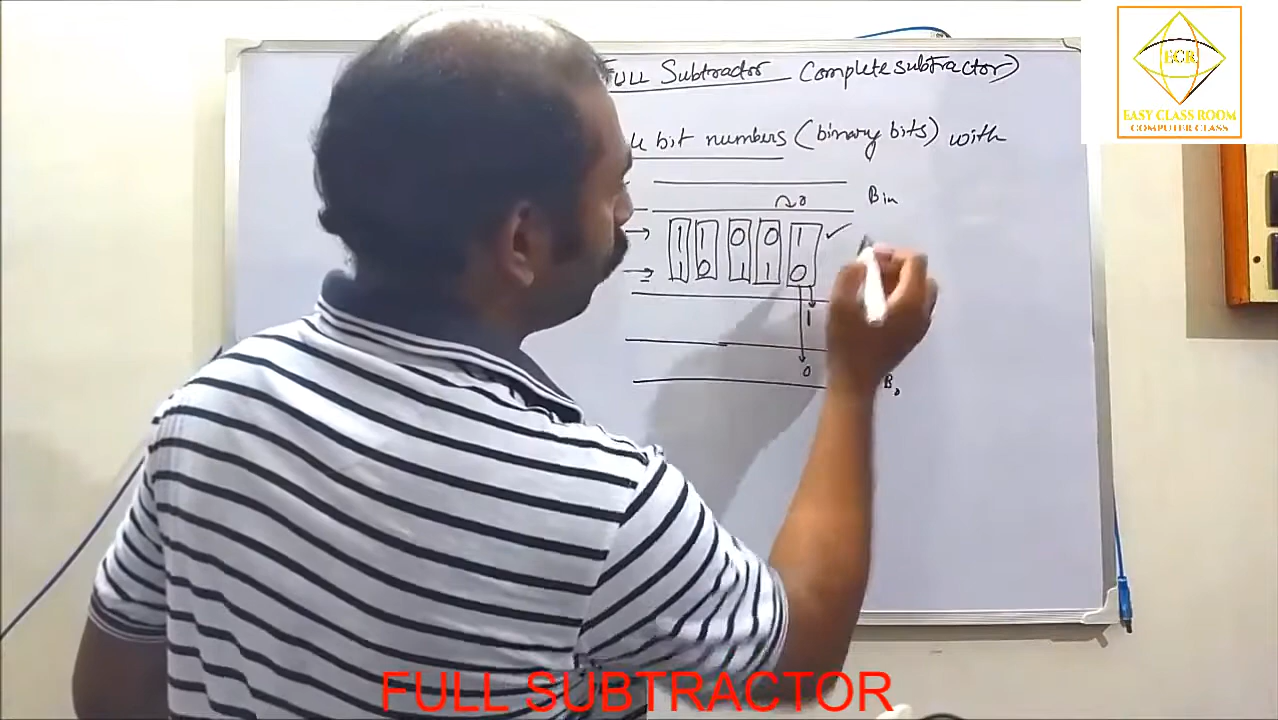 FULL Subtractor Complete subtractor)
bit numbers (binary bits) with
0 Bin
1 1 0 0 1
1 0 1 1 0
1
0
B0
ECR
EASY CLASS ROOM
COMPUTER CLASS
FULL SUBTRACTOR